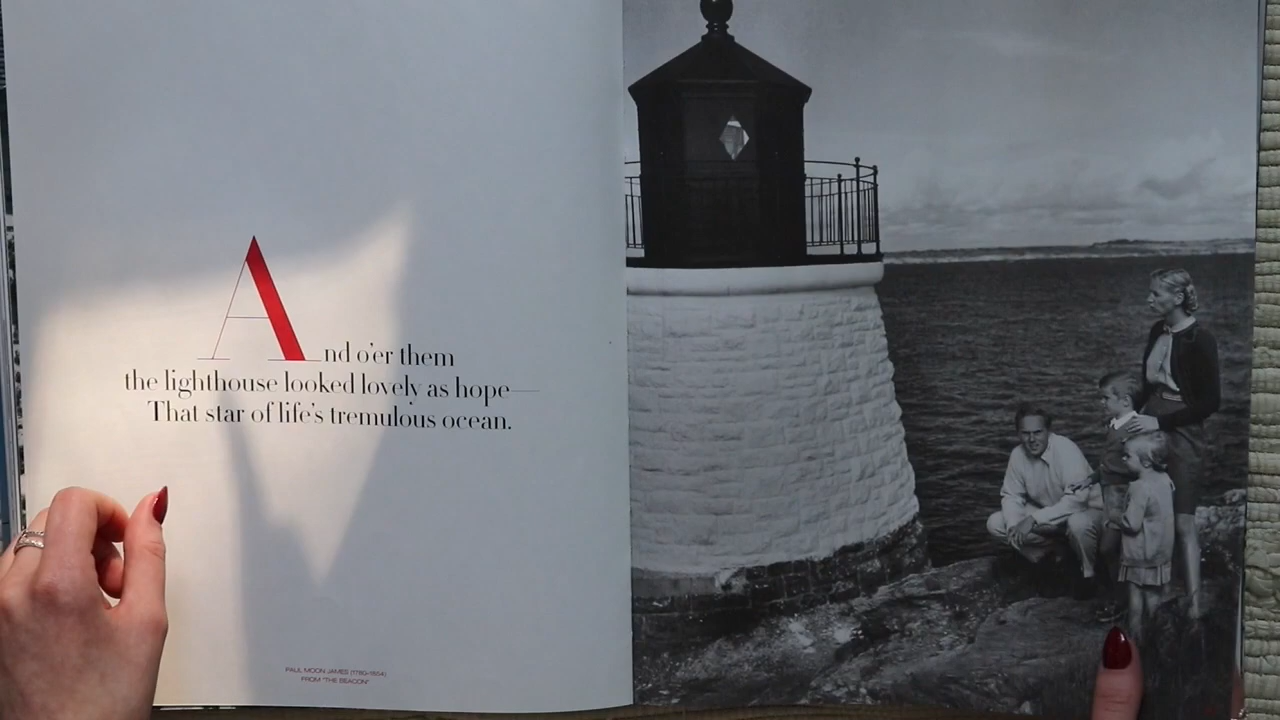 And o'er them
the lighthouse looked lovely as hope—
That star of life's tremulous ocean.
PAUL MOON JAMES (1780–1854)
FROM "THE BEACON"